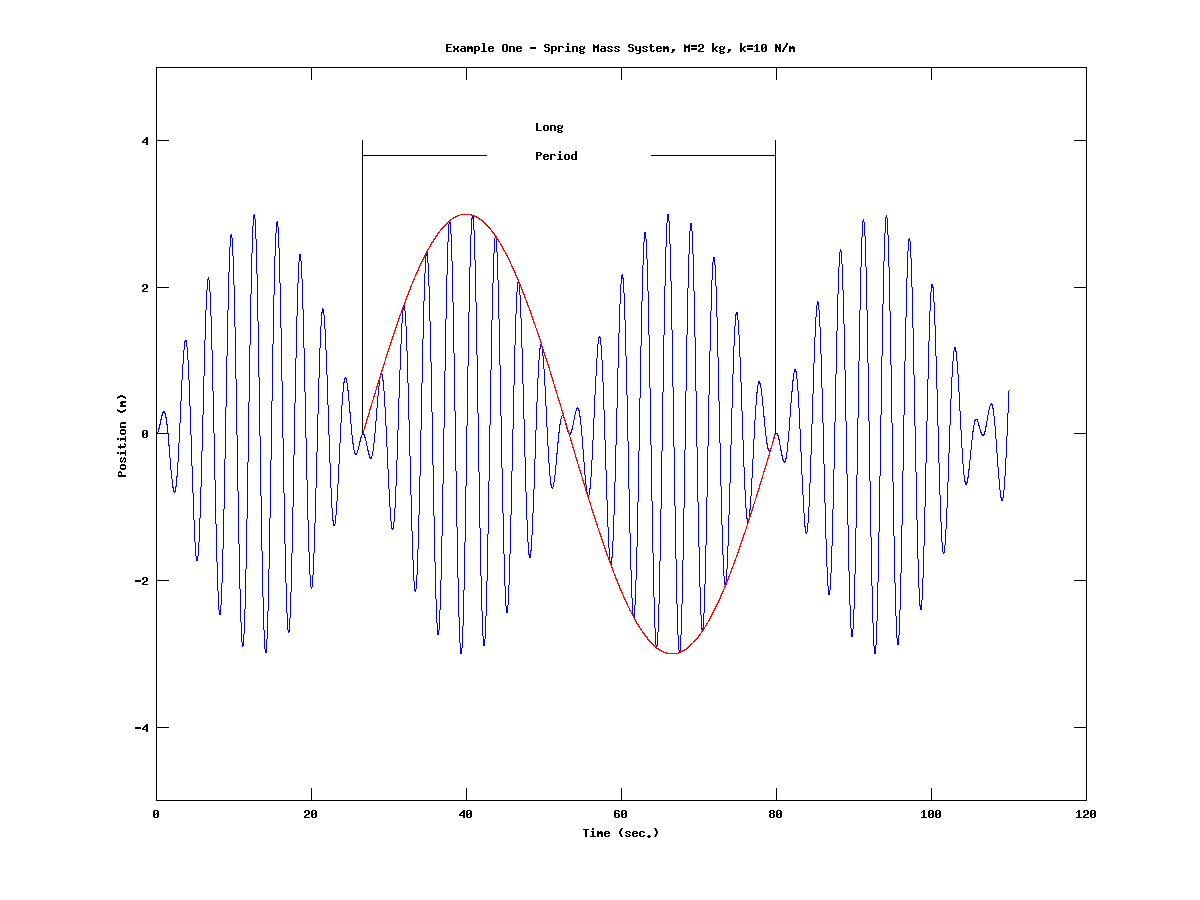 Example One - Spring Mass System, M=2 kg, k=10 N/m
Long
Period
4
2
0
-2
-4
Position (m)
0
20
40
60
80
100
120
Time (sec.)